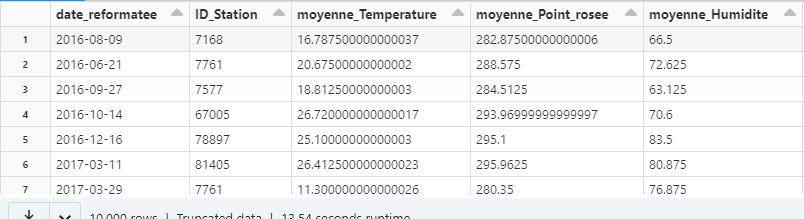 date_reformatee ID_Station moyenne_Temperature moyenne_Point_rosee moyenne_Humidite
1 2016-08-09 7168 16.787500000000037 282.87500000000006 66.5
2 2016-06-21 7761 20.67500000000002 288.575 72.625
3 2016-09-27 7577 18.81250000000003 284.5125 63.125
4 2016-10-14 67005 26.720000000000017 293.96999999999997 70.6
5 2016-12-16 78897 25.10000000000003 295.1 83.5
6 2017-03-11 81405 26.412500000000023 295.9625 80.875
7 2017-03-29 7761 11.300000000000026 280.35 76.875
10,000 rows | Truncated data | 13.54 seconds runtime